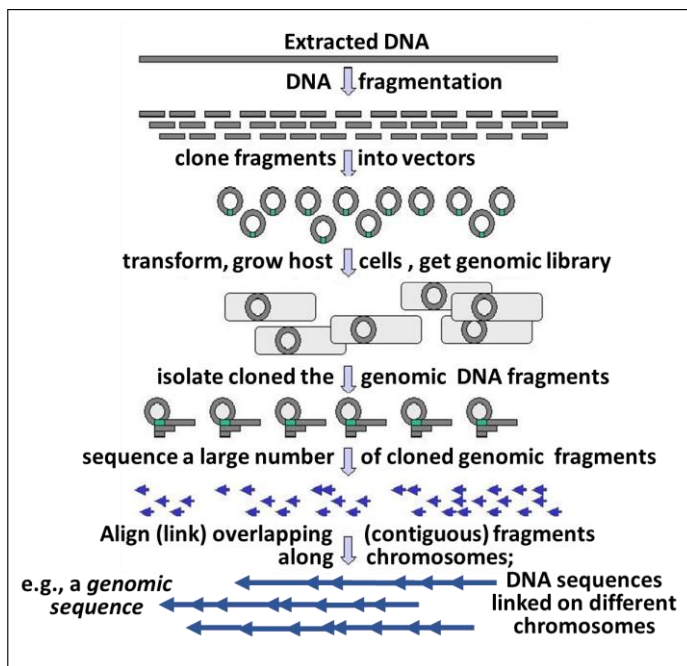 Extracted DNA
DNA fragmentation
clone fragments into vectors
transform, grow host cells , get genomic library
isolate cloned the genomic DNA fragments
sequence a large number of cloned genomic fragments
Align (link) overlapping (contiguous) fragments
along chromosomes;
e.g., a genomic
sequence
DNA sequences
linked on different
chromosomes